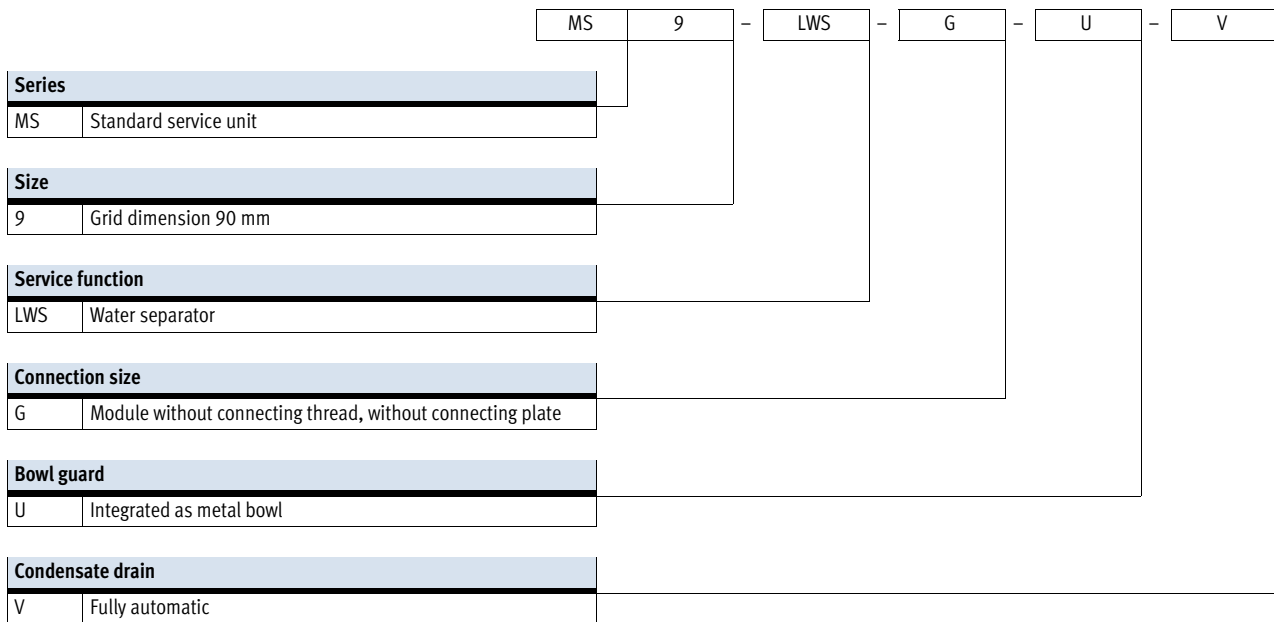 MS 9 – LWS – G – U – V
Series
MS Standard service unit
Size
9 Grid dimension 90 mm
Service function
LWS Water separator
Connection size
G Module without connecting thread, without connecting plate
Bowl guard
U Integrated as metal bowl
Condensate drain
V Fully automatic